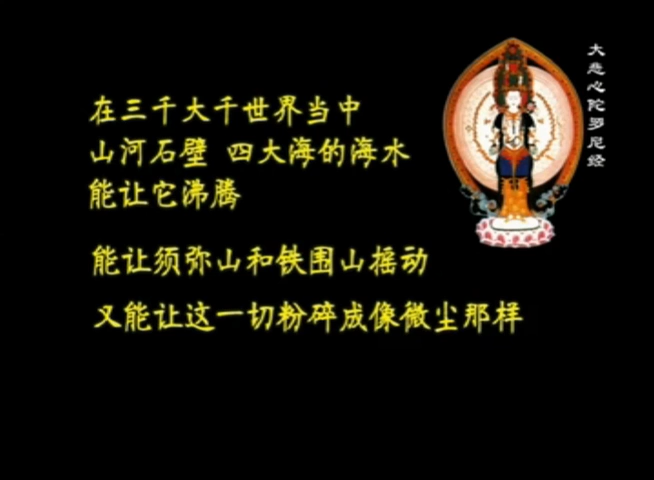 在三千大千世界当中
山河石壁 四大海的海水
能让它沸腾
能让须弥山和铁围山摇动
又能让这一切粉碎成像微尘那样
大悲心陀罗尼经